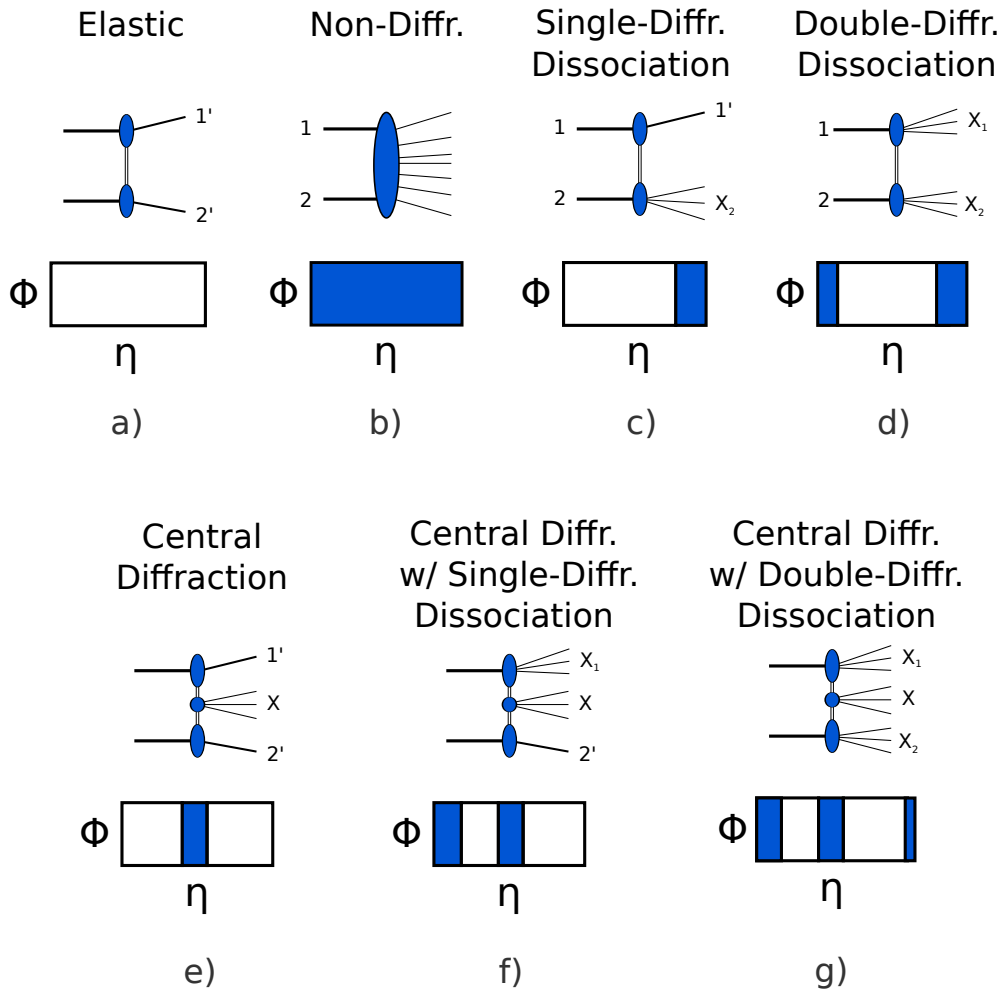 Elastic
Non-Diffr.
Single-Diffr.
Dissociation
Double-Diffr.
Dissociation
1'
2'
1
2
1'
1
2
X2
1
2
X1
X2
Φ
η
Φ
η
Φ
η
Φ
η
a)
b)
c)
d)
Central
Diffraction
Central Diffr.
w/ Single-Diffr.
Dissociation
Central Diffr.
w/ Double-Diffr.
Dissociation
1'
X
2'
X1
X
2'
X1
X
X2
Φ
η
Φ
η
Φ
η
e)
f)
g)